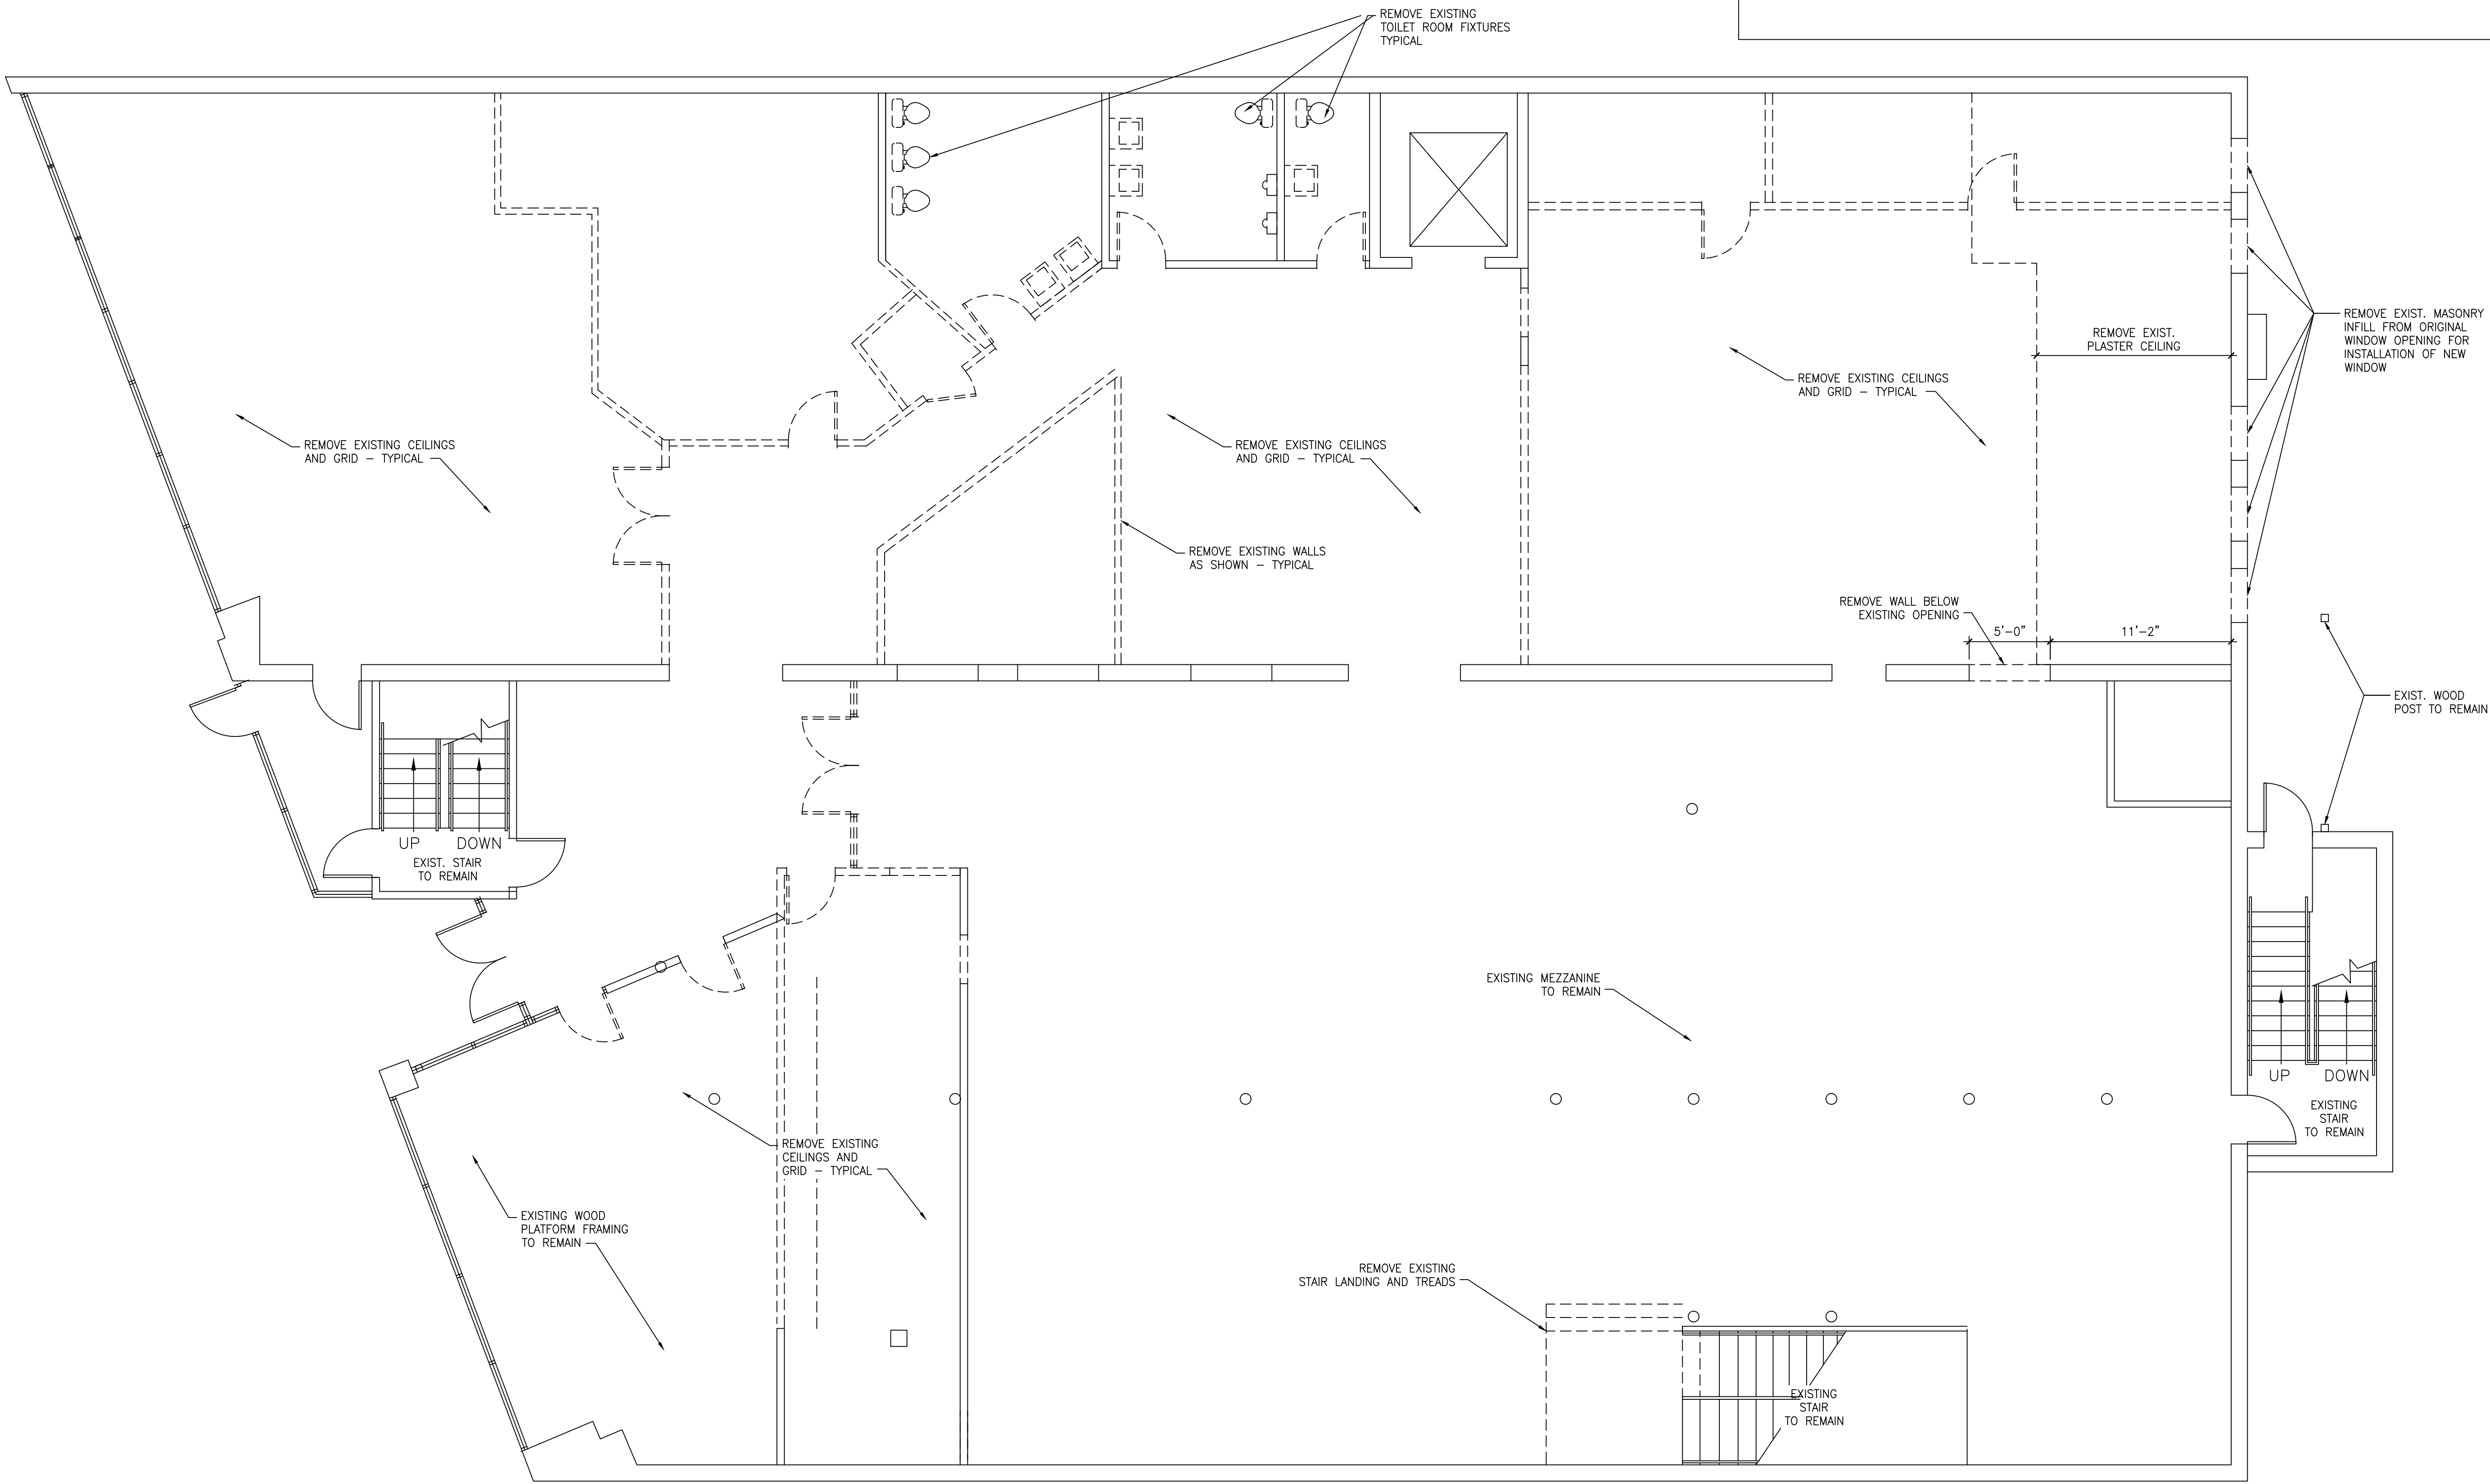 REMOVE EXISTING
TOILET ROOM FIXTURES
TYPICAL
REMOVE EXIST. MASONRY
INFILL FROM ORIGINAL
WINDOW OPENING FOR
INSTALLATION OF NEW
WINDOW
REMOVE EXIST.
PLASTER CEILING
REMOVE EXISTING CEILINGS
AND GRID – TYPICAL
REMOVE EXISTING CEILINGS
AND GRID – TYPICAL
REMOVE EXISTING CEILINGS
AND GRID – TYPICAL
REMOVE EXISTING WALLS
AS SHOWN – TYPICAL
REMOVE WALL BELOW
EXISTING OPENING
5'-0"
11'-2"
EXIST. WOOD
POST TO REMAIN
UP
DOWN
EXIST. STAIR
TO REMAIN
EXISTING MEZZANINE
TO REMAIN
UP
DOWN
EXISTING
STAIR
TO REMAIN
REMOVE EXISTING
CEILINGS AND
GRID – TYPICAL
EXISTING WOOD
PLATFORM FRAMING
TO REMAIN
REMOVE EXISTING
STAIR LANDING AND TREADS
EXISTING
STAIR
TO REMAIN